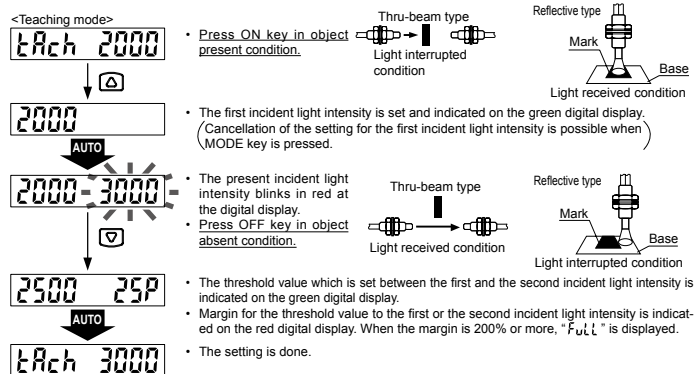 <Teaching mode>
tAch 2000
• Press ON key in object
present condition.
Thru-beam type
Light interrupted
condition
Reflective type
Mark
Base
Light received condition
2000
• The first incident light intensity is set and indicated on the green digital display.
(Cancellation of the setting for the first incident light intensity is possible when
MODE key is pressed.)
AUTO
2000 - 3000
• The present incident light
intensity blinks in red at
the digital display.
• Press OFF key in object
absent condition.
Thru-beam type
Light received condition
Reflective type
Mark
Base
Light interrupted condition
2500 25P
• The threshold value which is set between the first and the second incident light intensity is
indicated on the green digital display.
• Margin for the threshold value to the first or the second incident light intensity is indicat-
ed on the red digital display. When the margin is 200% or more, “FuLL” is displayed.
AUTO
tAch 3000
• The setting is done.